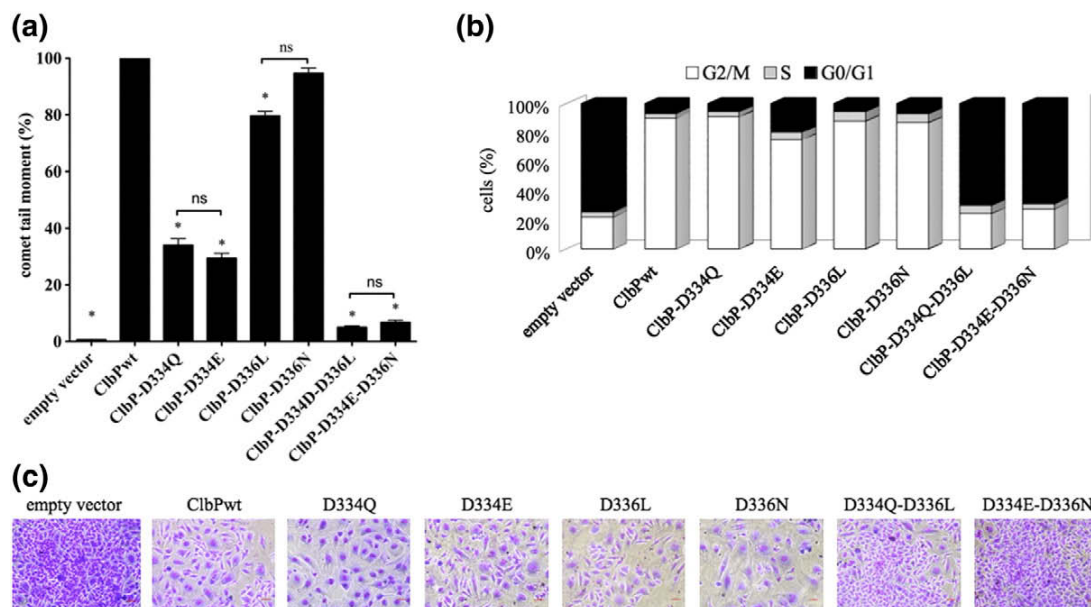 (a)
100
80
60
40
20
0
comet tail moment (%)
*
*
ns
*
*
ns
*
ns
*
empty vector
ClbPwt
ClbP-D334Q
ClbP-D334E
ClbP-D336L
ClbP-D336N
ClbP-D334D-D336L
ClbP-D334E-D336N
(b)
G2/M S G0/G1
100%
80%
60%
40%
20%
0%
cells (%)
empty vector
ClbPwt
ClbP-D334Q
ClbP-D334E
ClbP-D336L
ClbP-D336N
ClbP-D334Q-D336L
ClbP-D334E-D336N
(c)
empty vector ClbPwt D334Q D334E D336L D336N D334Q-D336L D334E-D336N